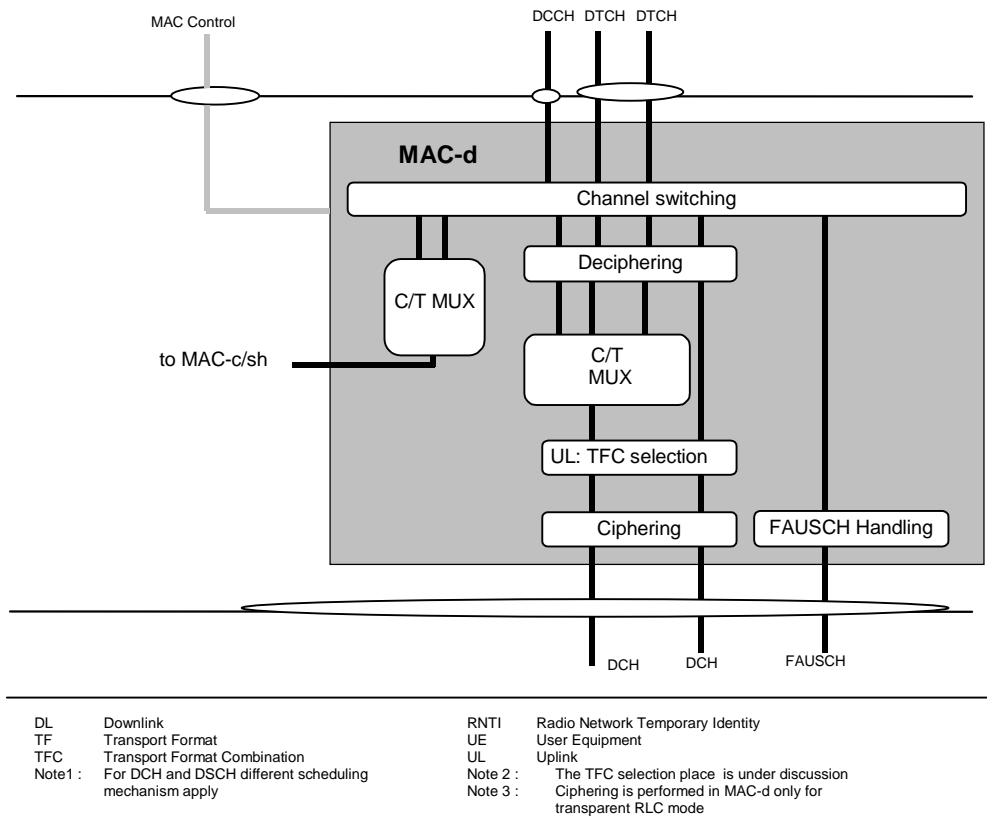 MAC Control
DCCH DTCH DTCH
MAC-d
Channel switching
Deciphering
C/T MUX
to MAC-c/sh
C/T
MUX
UL: TFC selection
Ciphering
FAUSCH Handling
DCH
DCH
FAUSCH
DL Downlink
TF Transport Format
TFC Transport Format Combination
Note1 : For DCH and DSCH different scheduling
mechanism apply
RNTI Radio Network Temporary Identity
UE User Equipment
UL Uplink
Note 2 : The TFC selection place is under discussion
Note 3 : Ciphering is performed in MAC-d only for
transparent RLC mode